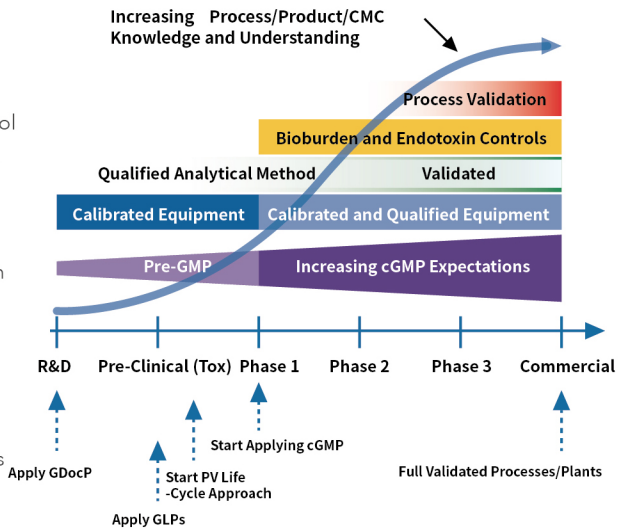 Increasing Process/Product/CMC
Knowledge and Understanding
Process Validation
ol
Bioburden and Endotoxin Controls
Qualified Analytical Method
Validated
Calibrated Equipment
Calibrated and Qualified Equipment
Pre-GMP
Increasing cGMP Expectations
n
R&D
Pre-Clinical (Tox)
Phase 1
Phase 2
Phase 3
Commercial
Start Applying cGMP
s
Apply GDocP
Start PV Life
-Cycle Approach
Full Validated Processes/Plants
Apply GLPs